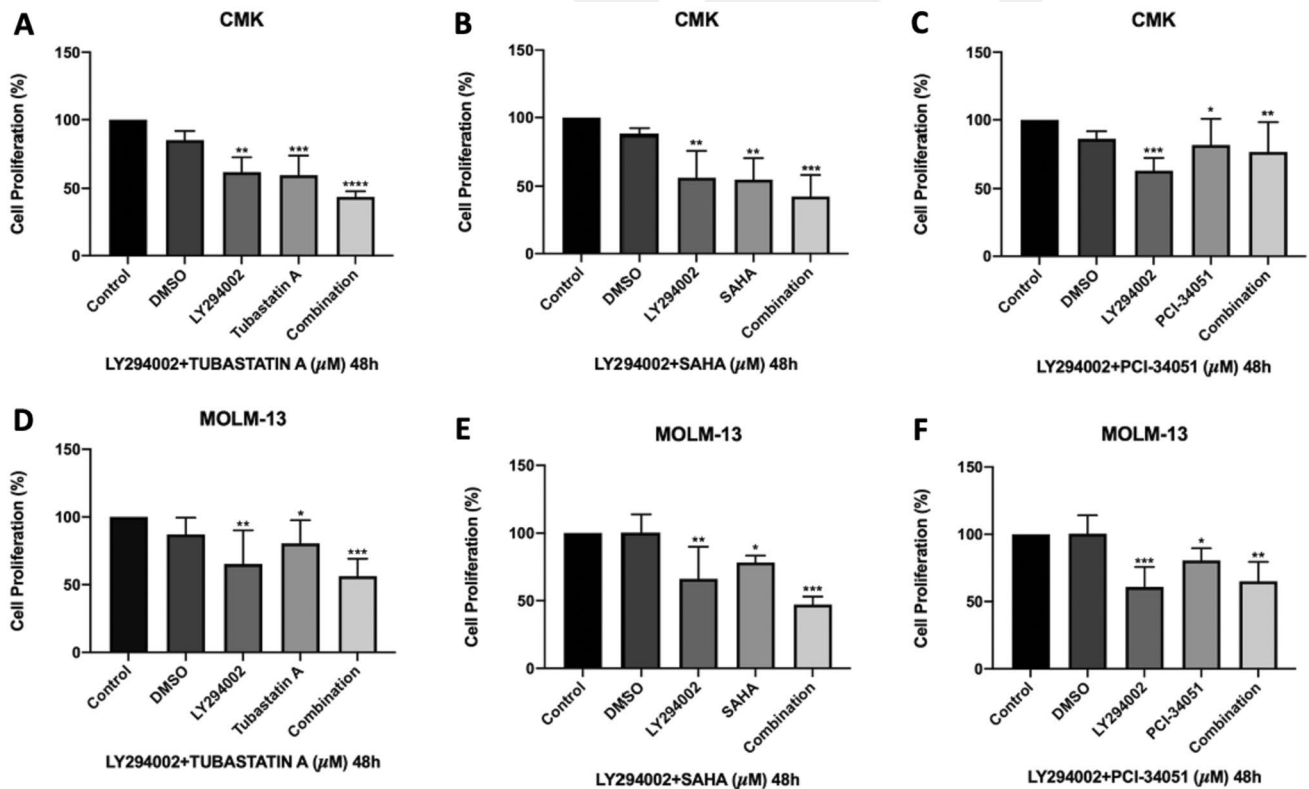 A
CMK
Cell Proliferation (%)
150
100
50
0
**
***
****
Control
DMSO
LY294002
Tubastatin A
Combination
LY294002+TUBASTATIN A (µM) 48h
B
CMK
Cell Proliferation (%)
150
100
50
0
**
**
***
Control
DMSO
LY294002
SAHA
Combination
LY294002+SAHA (µM) 48h
C
CMK
Cell Proliferation (%)
150
100
50
0
***
*
**
Control
DMSO
LY294002
PCI-34051
Combination
LY294002+PCI-34051 (µM) 48h
D
MOLM-13
Cell Proliferation (%)
150
100
50
0
**
*
***
Control
DMSO
LY294002
Tubastatin A
Combination
LY294002+TUBASTATIN A (µM) 48h
E
MOLM-13
Cell Proliferation (%)
150
100
50
0
**
*
***
Control
DMSO
LY294002
SAHA
Combination
LY294002+SAHA (µM) 48h
F
MOLM-13
Cell Proliferation (%)
150
100
50
0
***
*
**
Control
DMSO
LY294002
PCI-34051
Combination
LY294002+PCI-34051 (µM) 48h